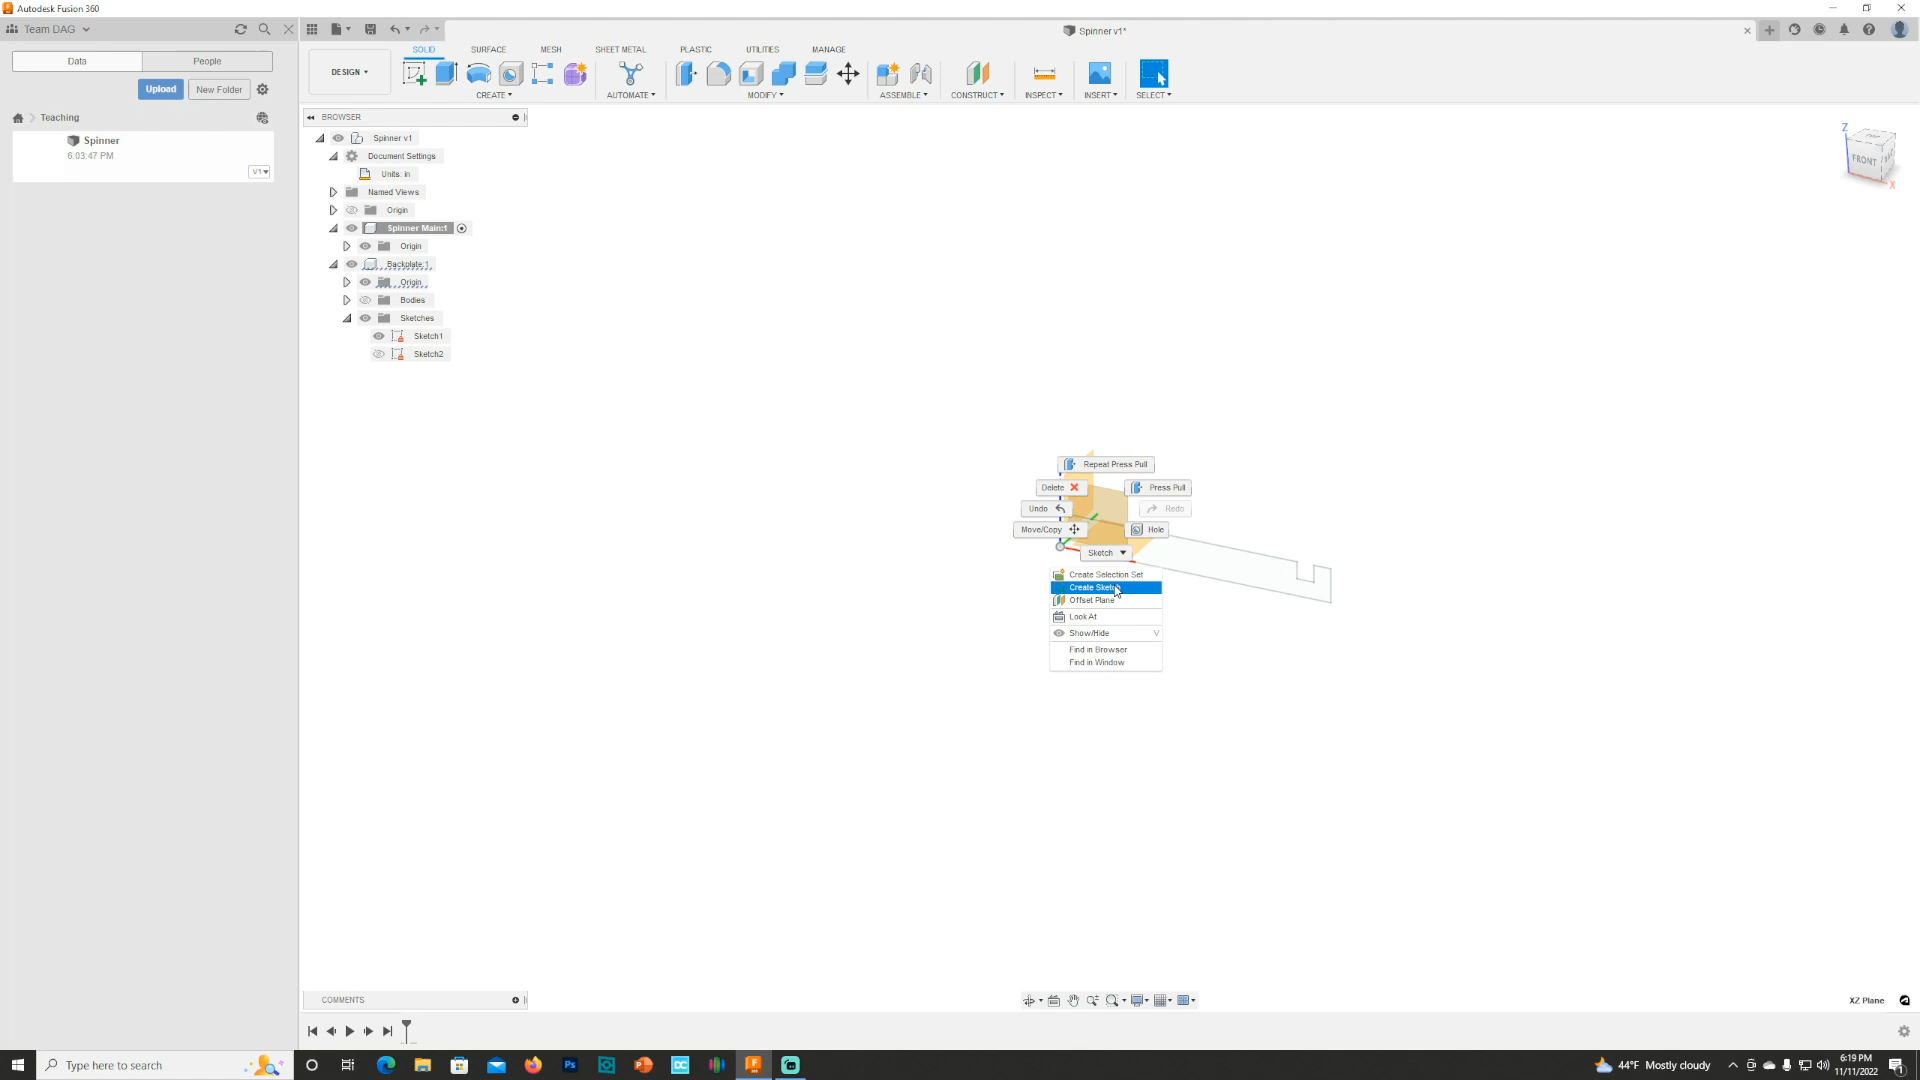 Autodesk Fusion 360
Team DAG
Spinner v1*
Data
People
Upload
New Folder
Teaching
Spinner
6:03:47 PM
V1
DESIGN
SOLID
SURFACE
MESH
SHEET METAL
PLASTIC
UTILITIES
MANAGE
CREATE
AUTOMATE
MODIFY
ASSEMBLE
CONSTRUCT
INSPECT
INSERT
SELECT
BROWSER
Spinner v1
Document Settings
Units: in
Named Views
Origin
Spinner Main:1
Origin
Backplate:1
Origin
Bodies
Sketches
Sketch1
Sketch2
Z
TOP
FRONT
X
Repeat Press Pull
Delete
Press Pull
Undo
Redo
Move/Copy
Hole
Sketch
Create Selection Set
Create Sketch
Offset Plane
Look At
Show/Hide V
Find in Browser
Find in Window
COMMENTS
XZ Plane
Type here to search
Ps
P
DC
F
44°F Mostly cloudy
6:19 PM
11/11/2022
1